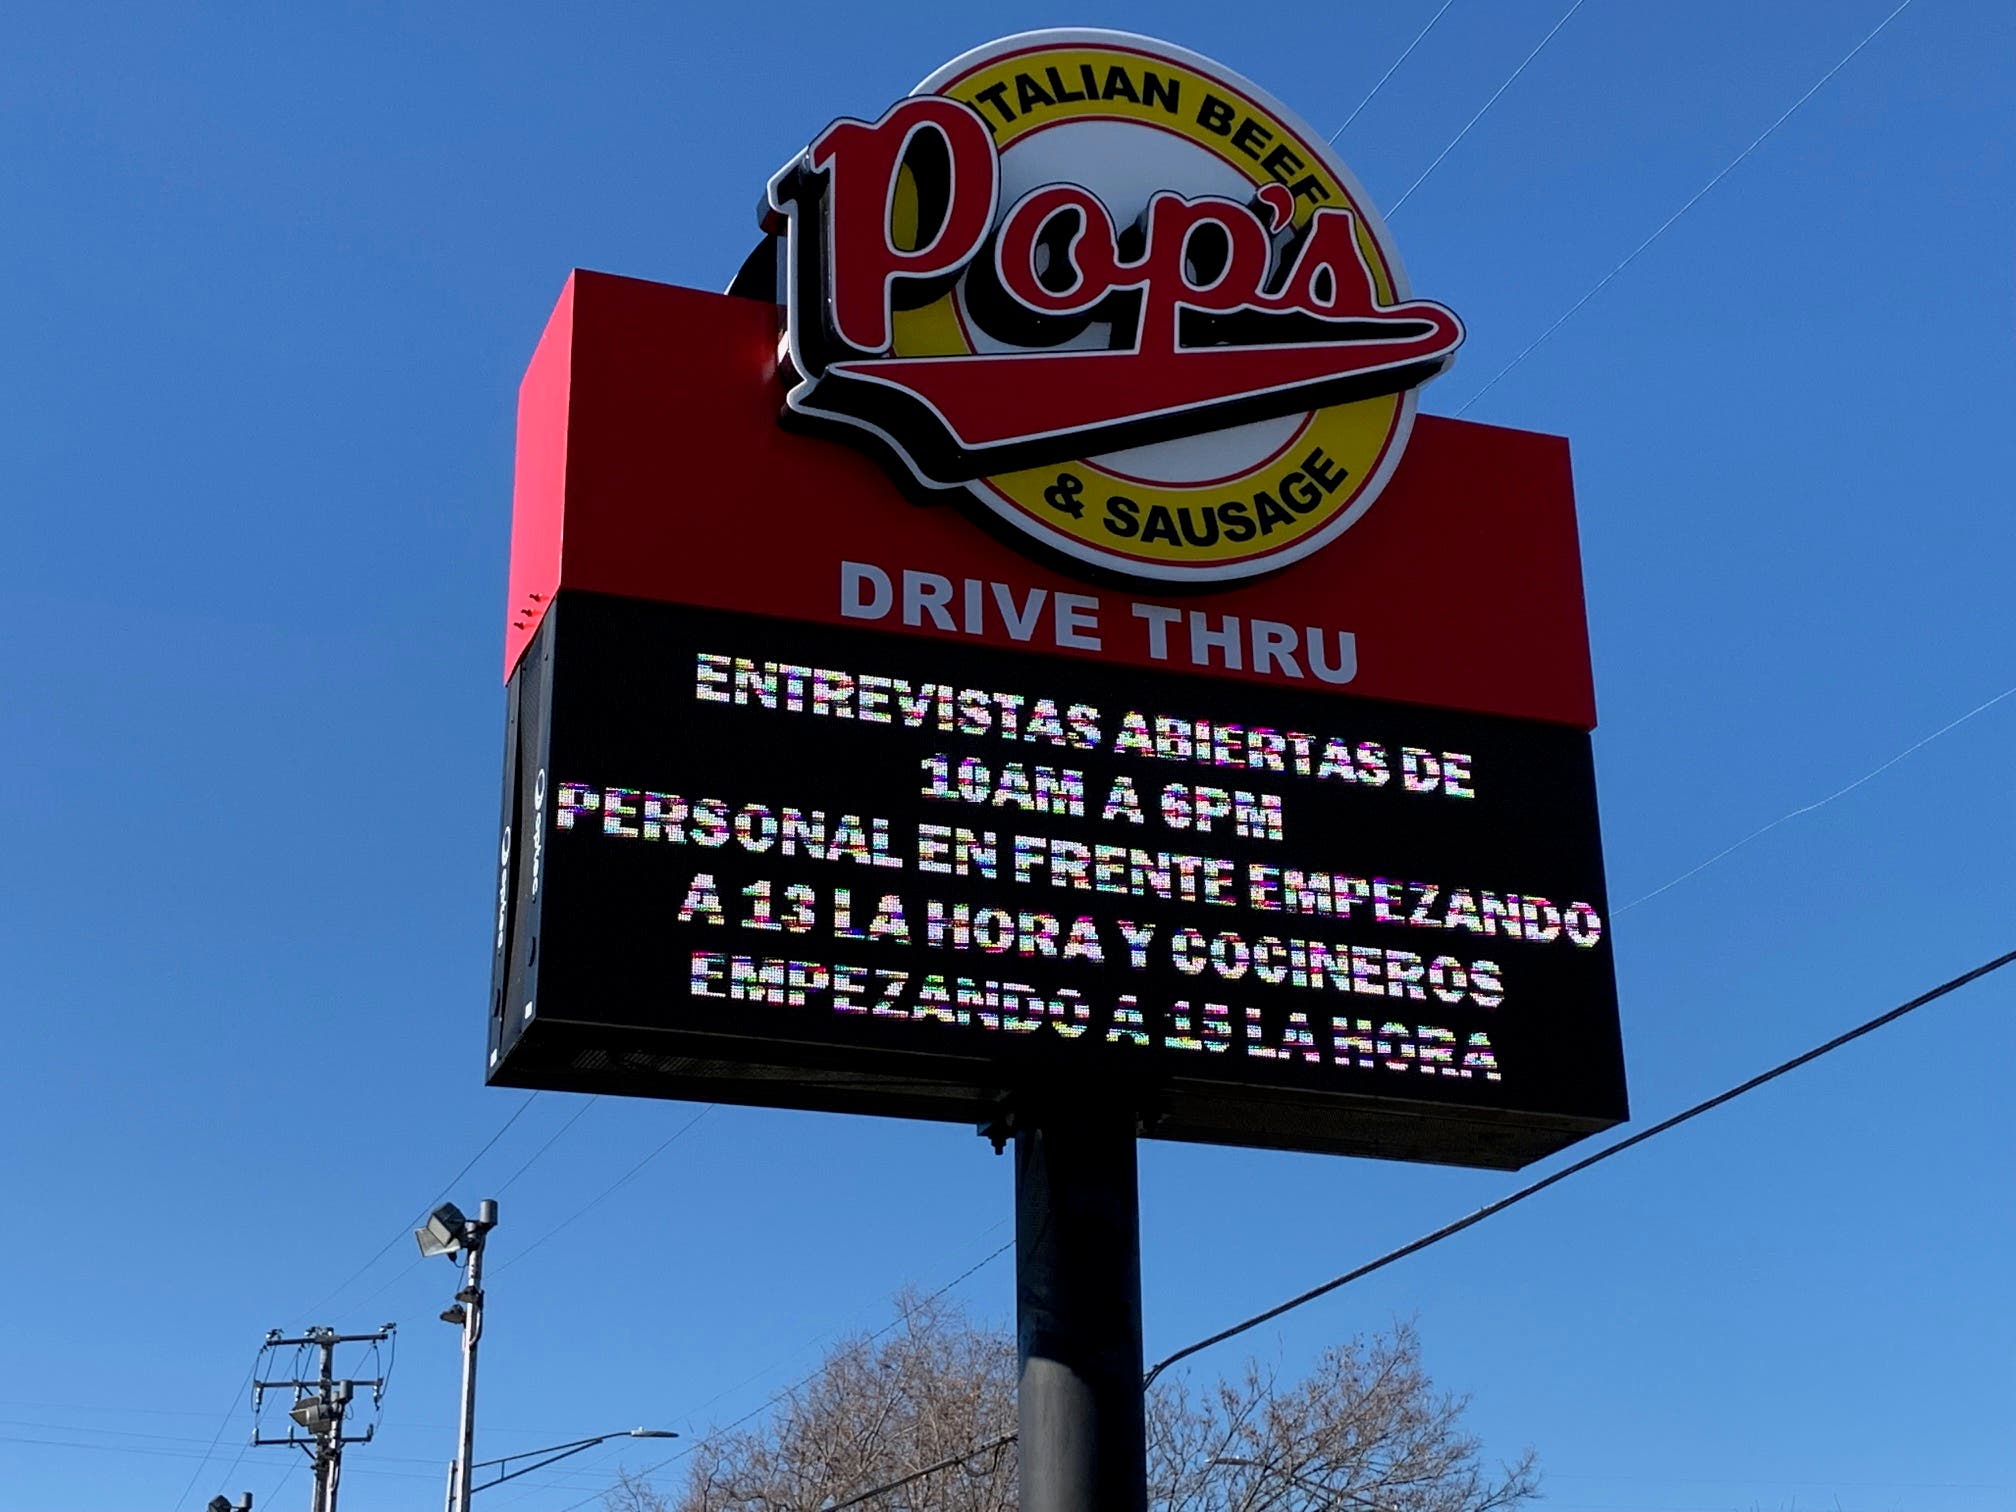 ITALIAN BEEF
Pop's
& SAUSAGE
DRIVE THRU
ENTREVISTAS ABIERTAS DE
10AM A 6PM
PERSONAL EN FRENTE EMPEZANDO
A 13 LA HORA Y COCINEROS
EMPEZANDO A 15 LA HORA